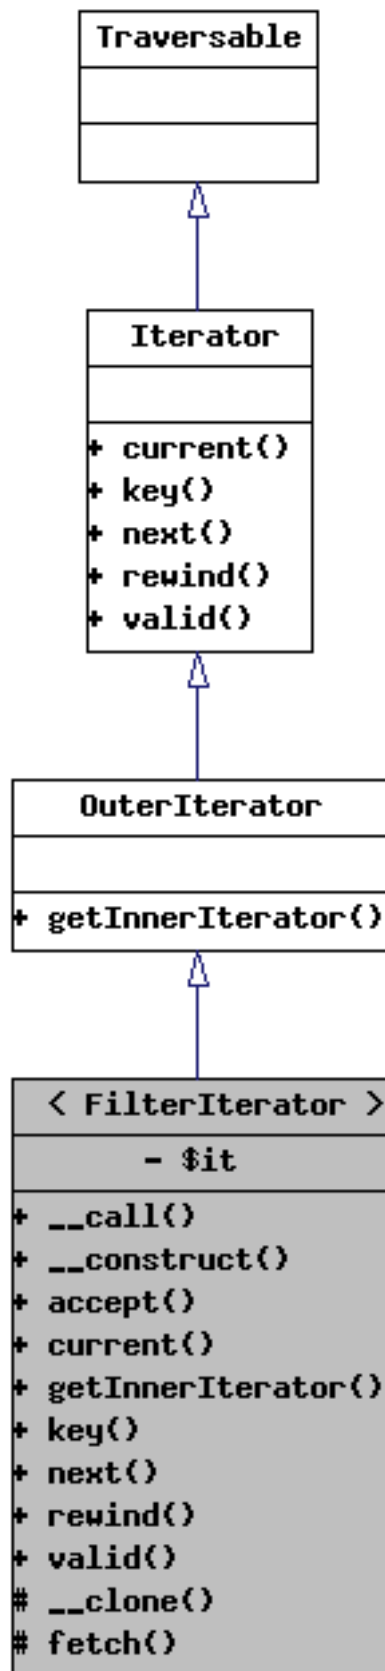 Traversable
Iterator
+ current()
+ key()
+ next()
+ rewind()
+ valid()
OuterIterator
+ getInnerIterator()
< FilterIterator >
- $it
+ __call()
+ __construct()
+ accept()
+ current()
+ getInnerIterator()
+ key()
+ next()
+ rewind()
+ valid()
# __clone()
# fetch()